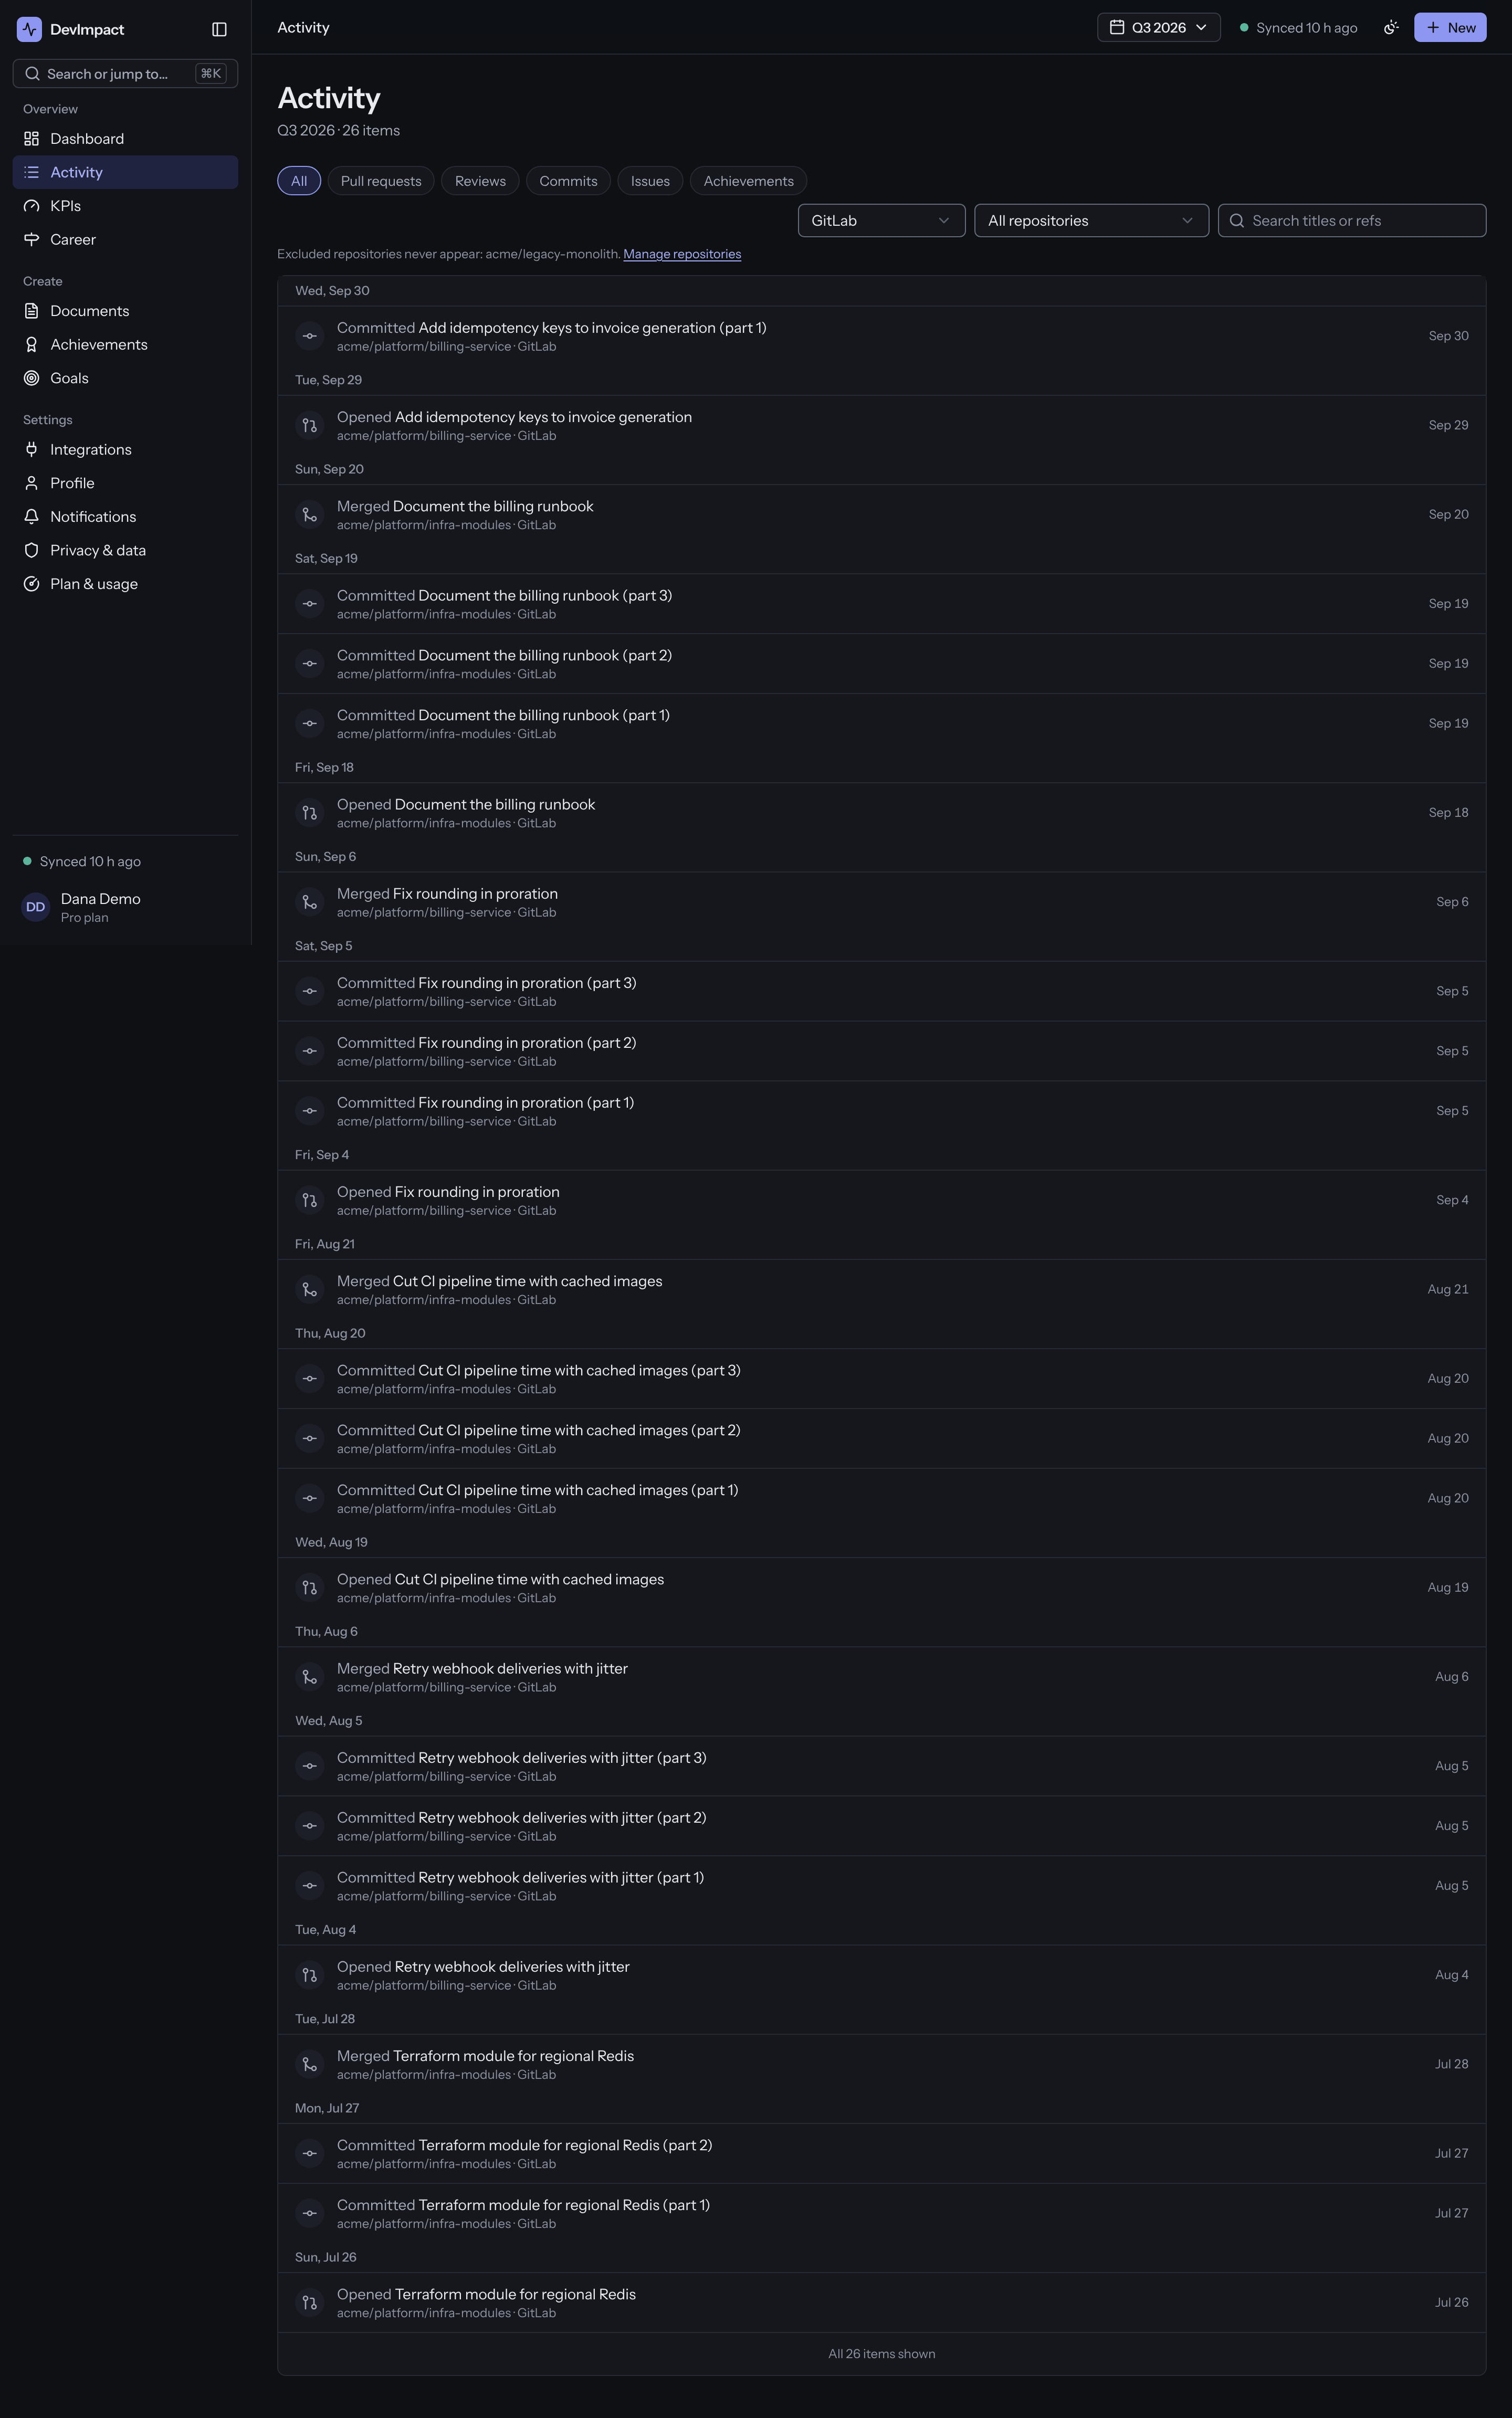 DevImpact
Search or jump to... ⌘K
Overview
Dashboard
Activity
KPIs
Career
Create
Documents
Achievements
Goals
Settings
Integrations
Profile
Notifications
Privacy & data
Plan & usage
Synced 10 h ago
DD
Dana Demo
Pro plan
Activity
Q3 2026
Synced 10 h ago
New
Activity
Q3 2026 · 26 items
All Pull requests Reviews Commits Issues Achievements
GitLab All repositories Search titles or refs
Excluded repositories never appear: acme/legacy-monolith. Manage repositories
Wed, Sep 30
Committed Add idempotency keys to invoice generation (part 1) Sep 30
acme/platform/billing-service · GitLab
Tue, Sep 29
Opened Add idempotency keys to invoice generation Sep 29
acme/platform/billing-service · GitLab
Sun, Sep 20
Merged Document the billing runbook Sep 20
acme/platform/infra-modules · GitLab
Sat, Sep 19
Committed Document the billing runbook (part 3) Sep 19
acme/platform/infra-modules · GitLab
Committed Document the billing runbook (part 2) Sep 19
acme/platform/infra-modules · GitLab
Committed Document the billing runbook (part 1) Sep 19
acme/platform/infra-modules · GitLab
Fri, Sep 18
Opened Document the billing runbook Sep 18
acme/platform/infra-modules · GitLab
Sun, Sep 6
Merged Fix rounding in proration Sep 6
acme/platform/billing-service · GitLab
Sat, Sep 5
Committed Fix rounding in proration (part 3) Sep 5
acme/platform/billing-service · GitLab
Committed Fix rounding in proration (part 2) Sep 5
acme/platform/billing-service · GitLab
Committed Fix rounding in proration (part 1) Sep 5
acme/platform/billing-service · GitLab
Fri, Sep 4
Opened Fix rounding in proration Sep 4
acme/platform/billing-service · GitLab
Fri, Aug 21
Merged Cut CI pipeline time with cached images Aug 21
acme/platform/infra-modules · GitLab
Thu, Aug 20
Committed Cut CI pipeline time with cached images (part 3) Aug 20
acme/platform/infra-modules · GitLab
Committed Cut CI pipeline time with cached images (part 2) Aug 20
acme/platform/infra-modules · GitLab
Committed Cut CI pipeline time with cached images (part 1) Aug 20
acme/platform/infra-modules · GitLab
Wed, Aug 19
Opened Cut CI pipeline time with cached images Aug 19
acme/platform/infra-modules · GitLab
Thu, Aug 6
Merged Retry webhook deliveries with jitter Aug 6
acme/platform/billing-service · GitLab
Wed, Aug 5
Committed Retry webhook deliveries with jitter (part 3) Aug 5
acme/platform/billing-service · GitLab
Committed Retry webhook deliveries with jitter (part 2) Aug 5
acme/platform/billing-service · GitLab
Committed Retry webhook deliveries with jitter (part 1) Aug 5
acme/platform/billing-service · GitLab
Tue, Aug 4
Opened Retry webhook deliveries with jitter Aug 4
acme/platform/billing-service · GitLab
Tue, Jul 28
Merged Terraform module for regional Redis Jul 28
acme/platform/infra-modules · GitLab
Mon, Jul 27
Committed Terraform module for regional Redis (part 2) Jul 27
acme/platform/infra-modules · GitLab
Committed Terraform module for regional Redis (part 1) Jul 27
acme/platform/infra-modules · GitLab
Sun, Jul 26
Opened Terraform module for regional Redis Jul 26
acme/platform/infra-modules · GitLab
All 26 items shown